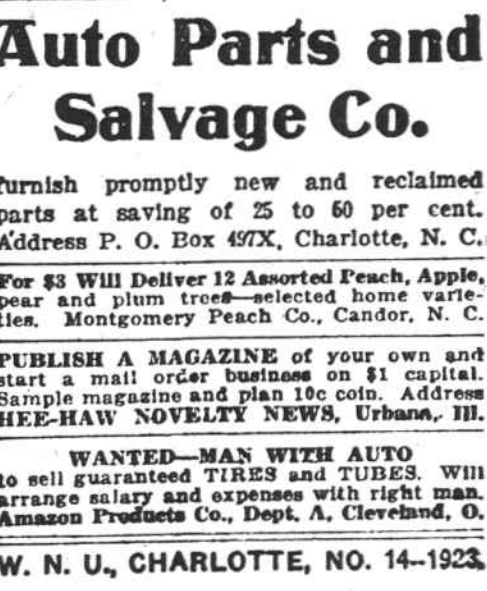 Auto Parts and
Salvage Co.
furnish promptly new and reclaimed
parts at saving of 25 to 60 per cent.
Address P. O. Box 497X, Charlotte, N. C.
For $3 Will Deliver 12 Assorted Peach, Apple,
pear and plum trees—selected home varie-
ties. Montgomery Peach Co., Candor, N. C.
PUBLISH A MAGAZINE of your own and
start a mail order business on $1 capital.
Sample magazine and plan 10c coin. Address
HEE-HAW NOVELTY NEWS, Urbana, Ill.
WANTED—MAN WITH AUTO
to sell guaranteed TIRES and TUBES. Will
arrange salary and expenses with right man.
Amazon Products Co., Dept. A, Cleveland, O.
W. N. U., CHARLOTTE, NO. 14--1923.